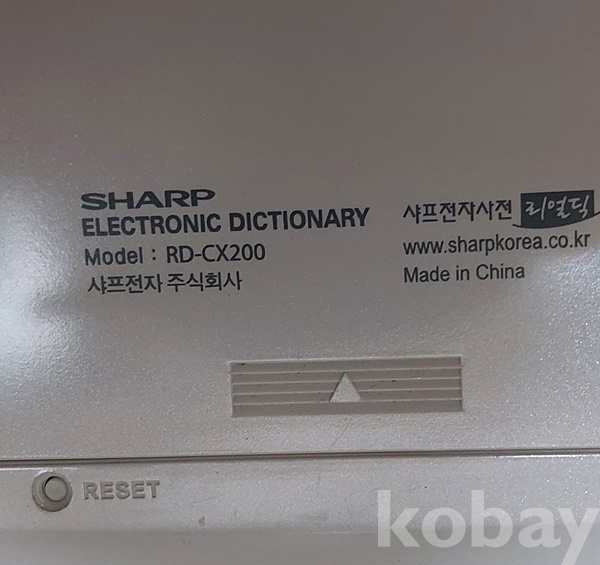 SHARP
ELECTRONIC DICTIONARY
Model : RD-CX200
샤프전자 주식회사
샤프전자사전 리얼딕
www.sharpkorea.co.kr
Made in China
RESET
kobay